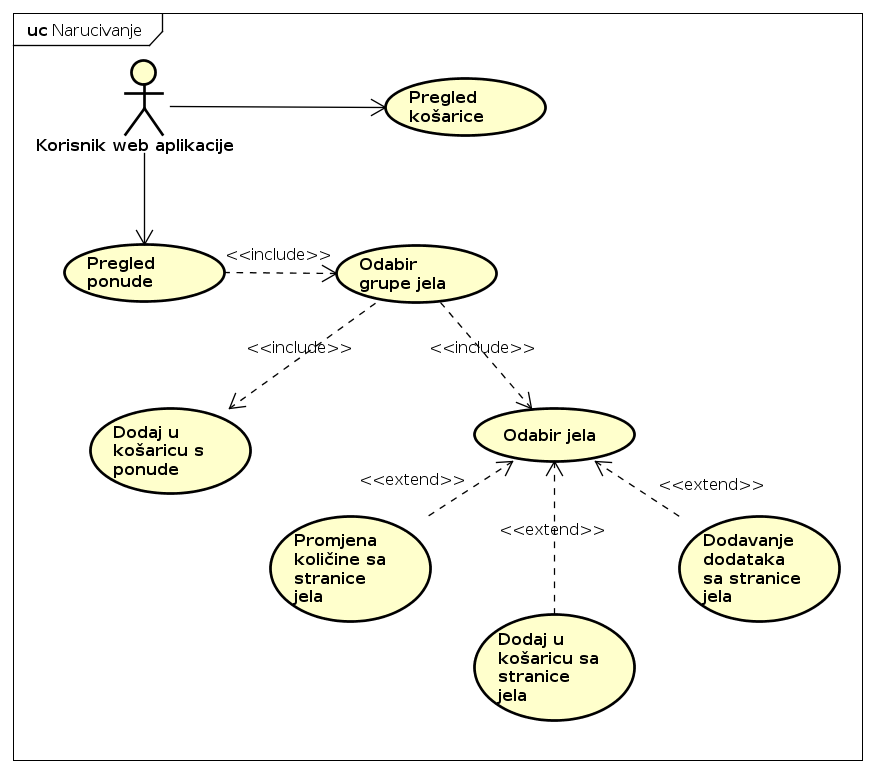 uc Narucivanje
Pregled
košarice
Korisnik web aplikacije
<<include>>
Pregled
ponude
Odabir
grupe jela
<<include>>
<<include>>
Dodaj u
košaricu s
ponude
Odabir jela
<<extend>>
<<extend>>
<<extend>>
Promjena
količine sa
stranice
jela
Dodavanje
dodataka
sa stranice
jela
Dodaj u
košaricu sa
stranice
jela